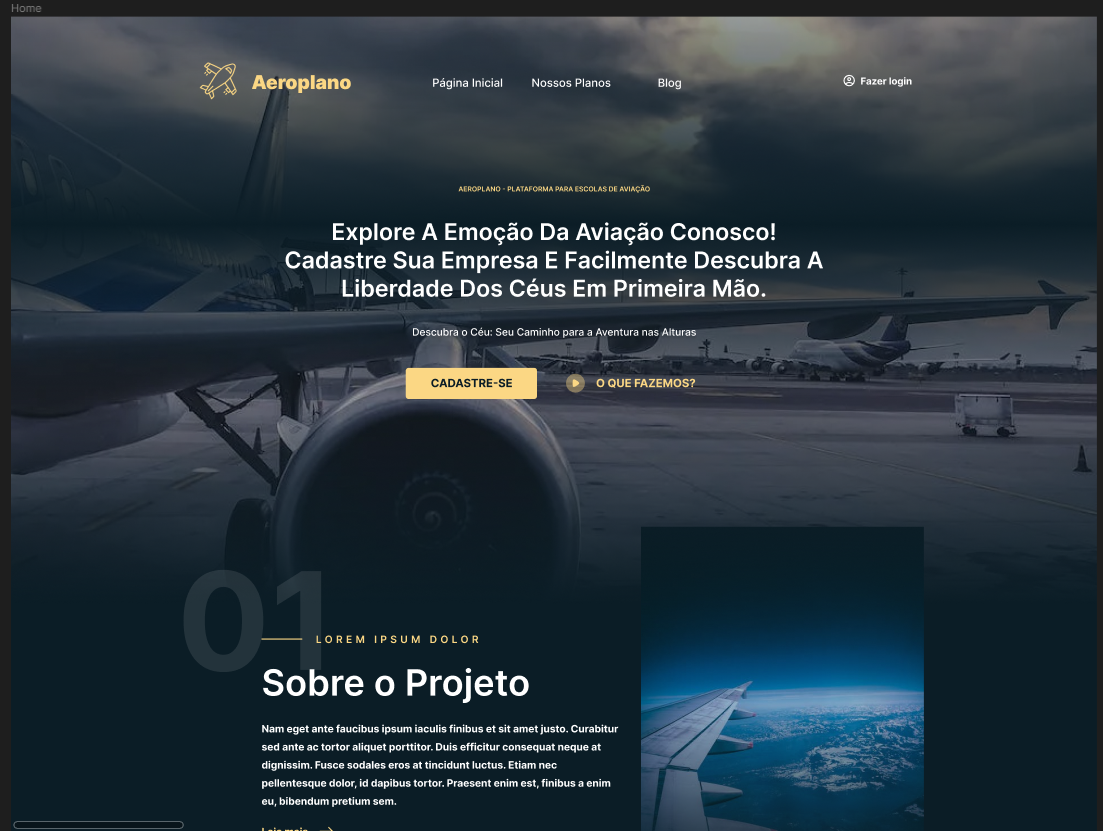 Home
Aeroplano
Página Inicial
Nossos Planos
Blog
Fazer login
AEROPLANO - PLATAFORMA PARA ESCOLAS DE AVIAÇÃO
Explore A Emoção Da Aviação Conosco!
Cadastre Sua Empresa E Facilmente Descubra A
Liberdade Dos Céus Em Primeira Mão.
Descubra o Céu: Seu Caminho para a Aventura nas Alturas
CADASTRE-SE
O QUE FAZEMOS?
01
LOREM IPSUM DOLOR
Sobre o Projeto
Nam eget ante faucibus ipsum iaculis finibus et sit amet justo. Curabitur
sed ante ac tortor aliquet porttitor. Duis efficitur consequat neque at
dignissim. Fusce sodales eros at tincidunt luctus. Etiam nec
pellentesque dolor, id dapibus tortor. Praesent enim est, finibus a enim
eu, bibendum pretium sem.
Leia mais